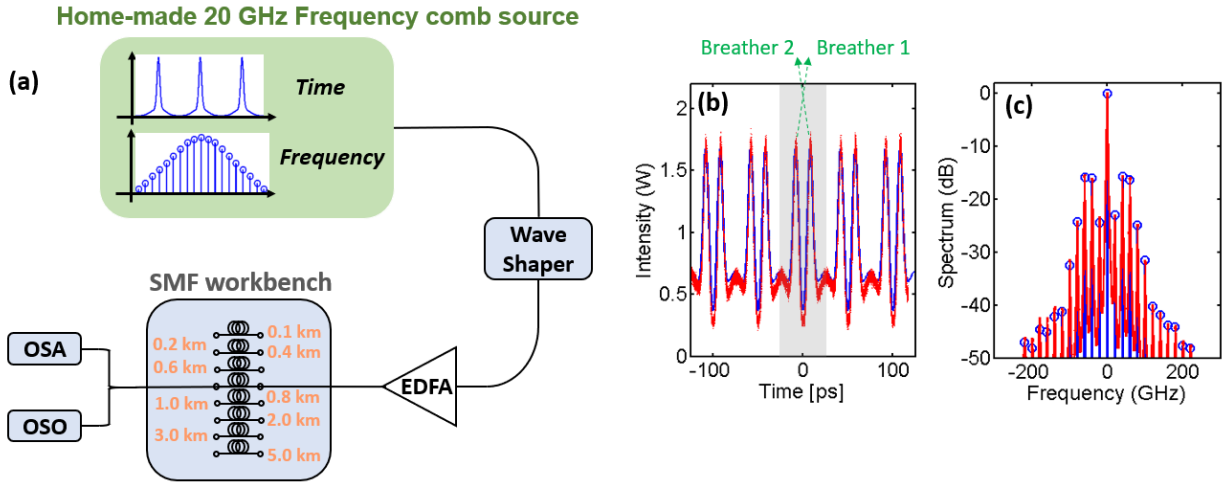 Home-made 20 GHz Frequency comb source
(a)
Time
Frequency
Wave
Shaper
SMF workbench
0.1 km
0.2 km
0.4 km
0.6 km
0.8 km
1.0 km
2.0 km
3.0 km
5.0 km
OSA
OSO
EDFA
Breather 2
Breather 1
(b)
2
1.5
1
0.5
0
Intensity (W)
-100
0
100
Time [ps]
(c)
0
-10
-20
-30
-40
-50
Spectrum (dB)
-200
0
200
Frequency (GHz)